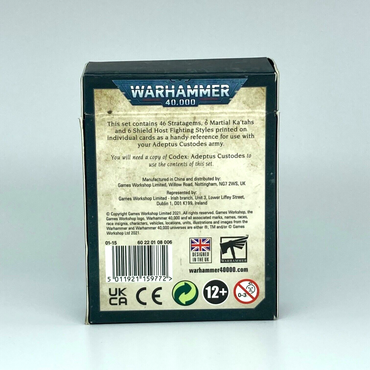 WARHAMMER
40,000
This set contains 46 Stratagems, 6 Martial Ka'tahs
and 6 Shield Host Fighting Styles printed on
individual cards as a handy reference for use with
your Adeptus Custodes army.
You will need a copy of Codex: Adeptus Custodes to
use this set.
Manufactured in China and distributed by:
Games Workshop Limited, Willow Road, Nottingham, NG7 2WS, UK
Represented by:
Games Workshop Limited - Irish branch, Unit 2, Lower Liffey Street,
Dublin 1, D01 K199, Ireland
© Copyright Games Workshop Limited 2021. All rights reserved. Games Workshop,
Warhammer 40,000 and all associated marks, names, races,
race insignia, characters, vehicles, locations, units,
illustrations and images from the
Warhammer and Warhammer 40,000 universes are either ®, TM and/or © Games
Workshop Ltd 2021.
01-15
60 22 01 08 006
5 011921 159772 >
DESIGNED
IN THE UK
WARHAMMER
warhammer40000.com
UK
CA
CE
12+
0-3